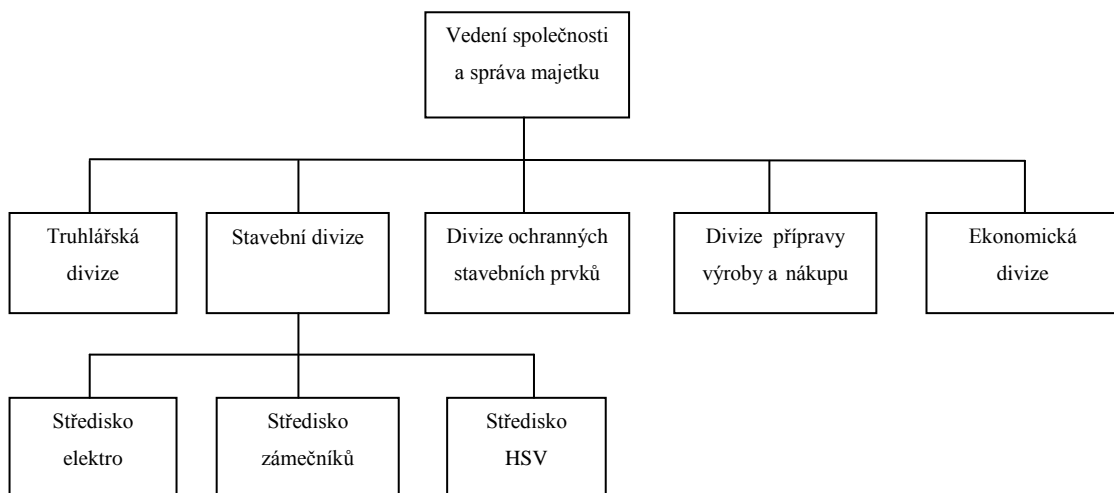 Vedení společnosti
a správa majetku
Truhlářská
divize
Stavební divize
Divize ochranných
stavebních prvků
Divize přípravy
výroby a nákupu
Ekonomická
divize
Středisko
elektro
Středisko
zámečníků
Středisko
HSV